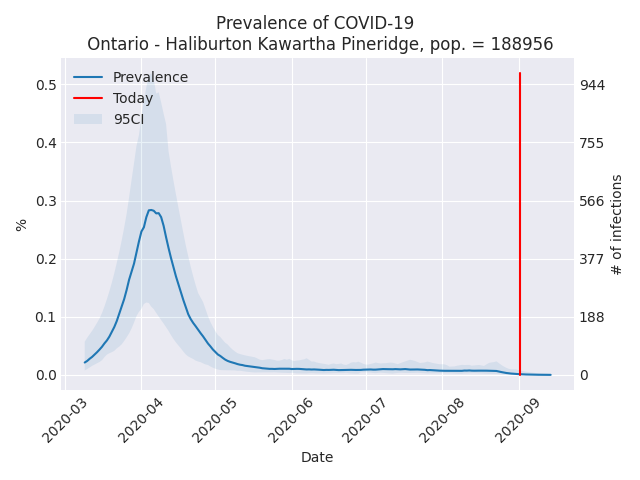 Prevalence of COVID-19
Ontario - Haliburton Kawartha Pineridge, pop. = 188956
Prevalence
Today
95CI
0.5
0.4
0.3
0.2
0.1
0.0
%
944
755
566
377
188
0
# of infections
2020-03
2020-04
2020-05
2020-06
2020-07
2020-08
2020-09
Date